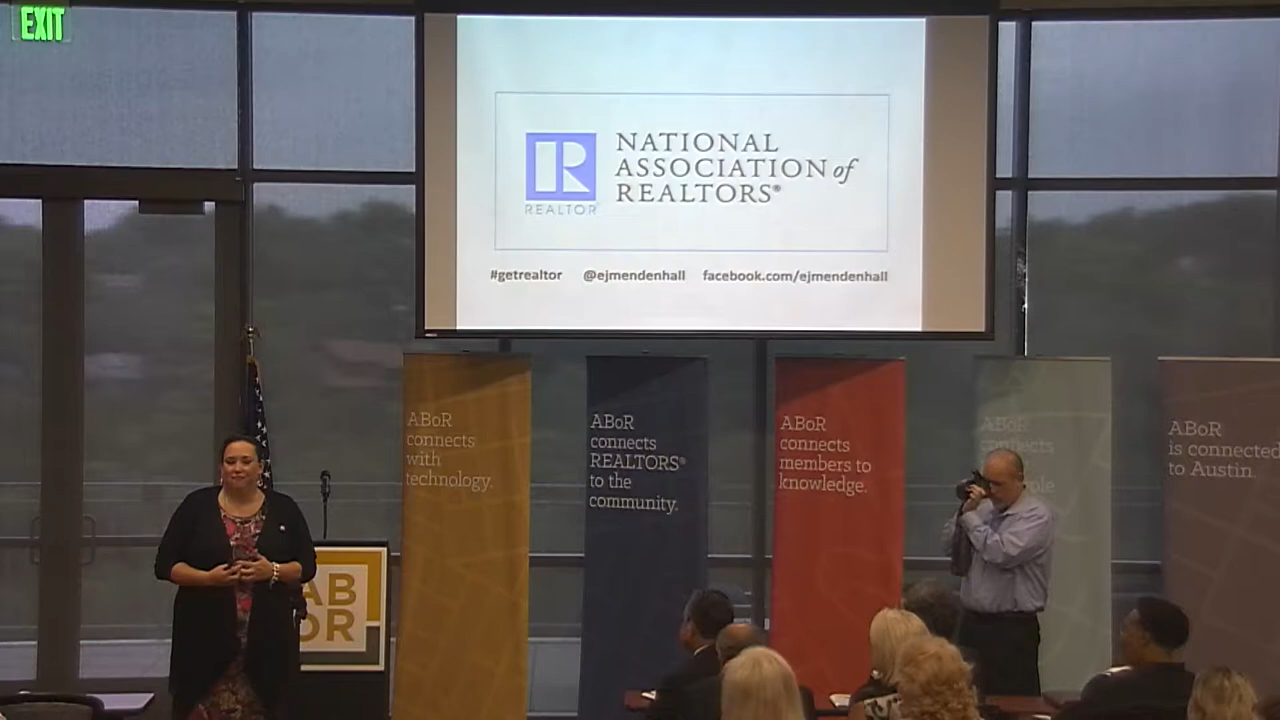 EXIT
NATIONAL
ASSOCIATION of
REALTORS®
REALTOR
#getrealtor @ejmendenhall facebook.com/ejmendenhall
ABoR
connects
with
technology.
ABoR
connects
REALTORS®
to the
community.
ABoR
connects
members to
knowledge.
ABoR
connects
ABoR
is connected
to Austin.
AB
OR